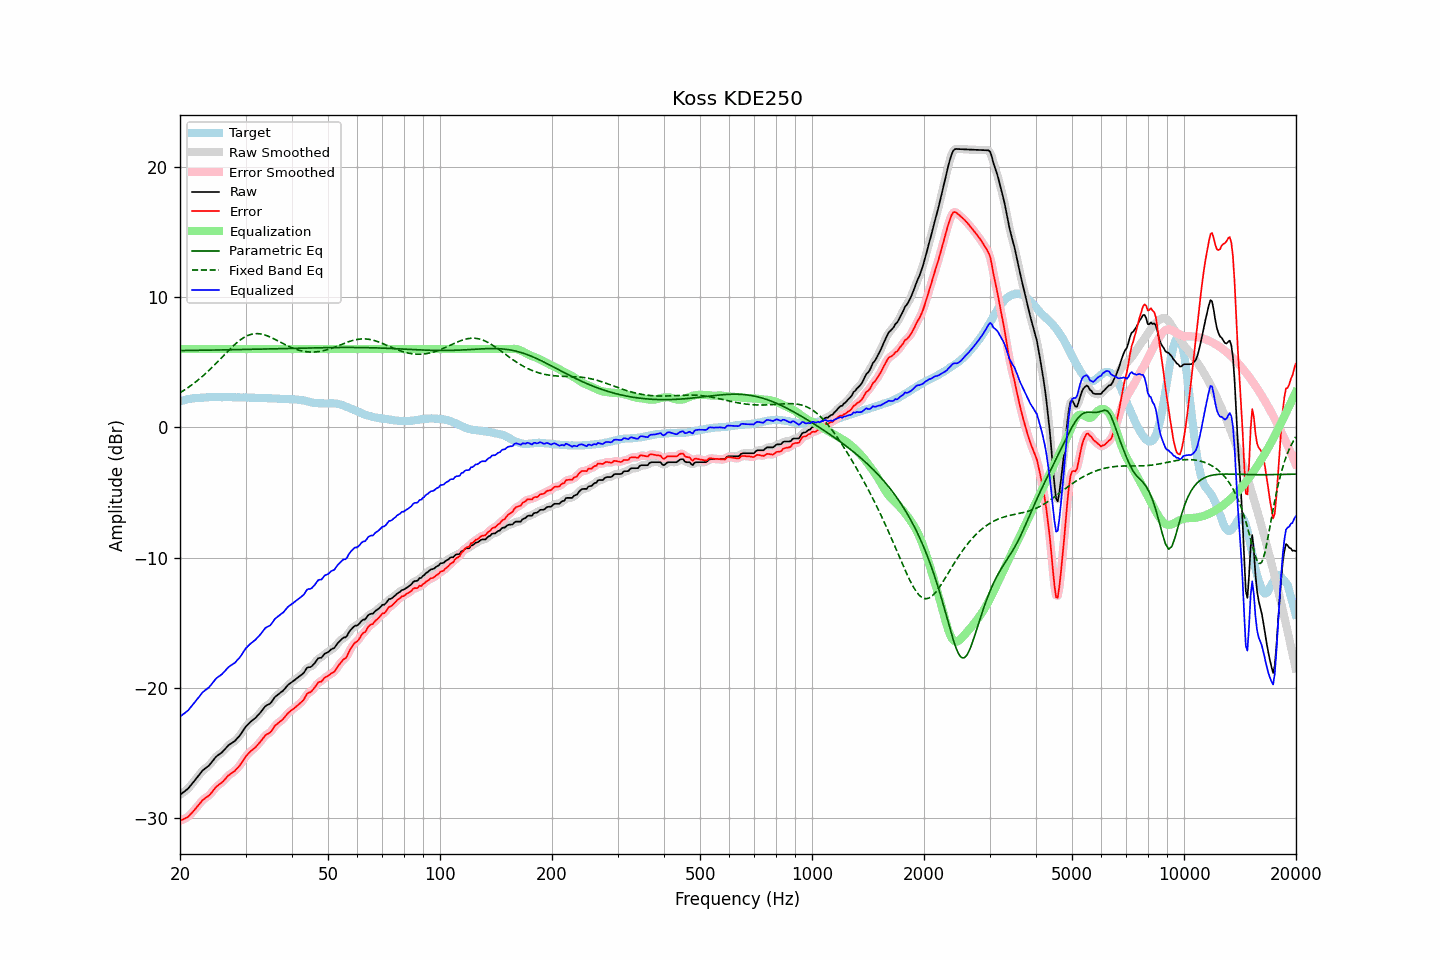 Koss KDE250
Target
Raw Smoothed
Error Smoothed
Raw
Error
Equalization
Parametric Eq
Fixed Band Eq
Equalized
20
10
0
−10
−20
−30
Amplitude (dBr)
20 50 100 200 500 1000 2000 5000 10000 20000
Frequency (Hz)